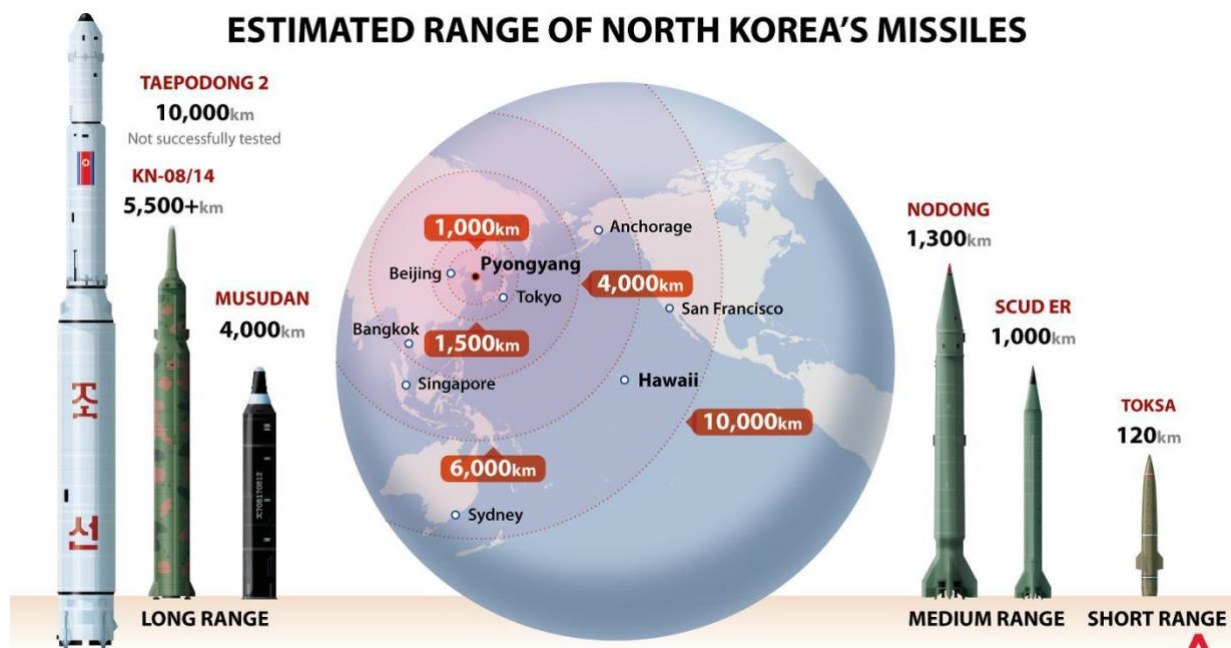 ESTIMATED RANGE OF NORTH KOREA'S MISSILES
TAEPODONG 2
10,000km
Not successfully tested
KN-08/14
5,500+km
MUSUDAN
4,000km
조
선
LONG RANGE
1,000km
Anchorage
Beijing
Pyongyang
4,000km
Tokyo
San Francisco
Bangkok
1,500km
Singapore
Hawaii
10,000km
6,000km
Sydney
NODONG
1,300km
SCUD ER
1,000km
TOKSA
120km
MEDIUM RANGE
SHORT RANGE